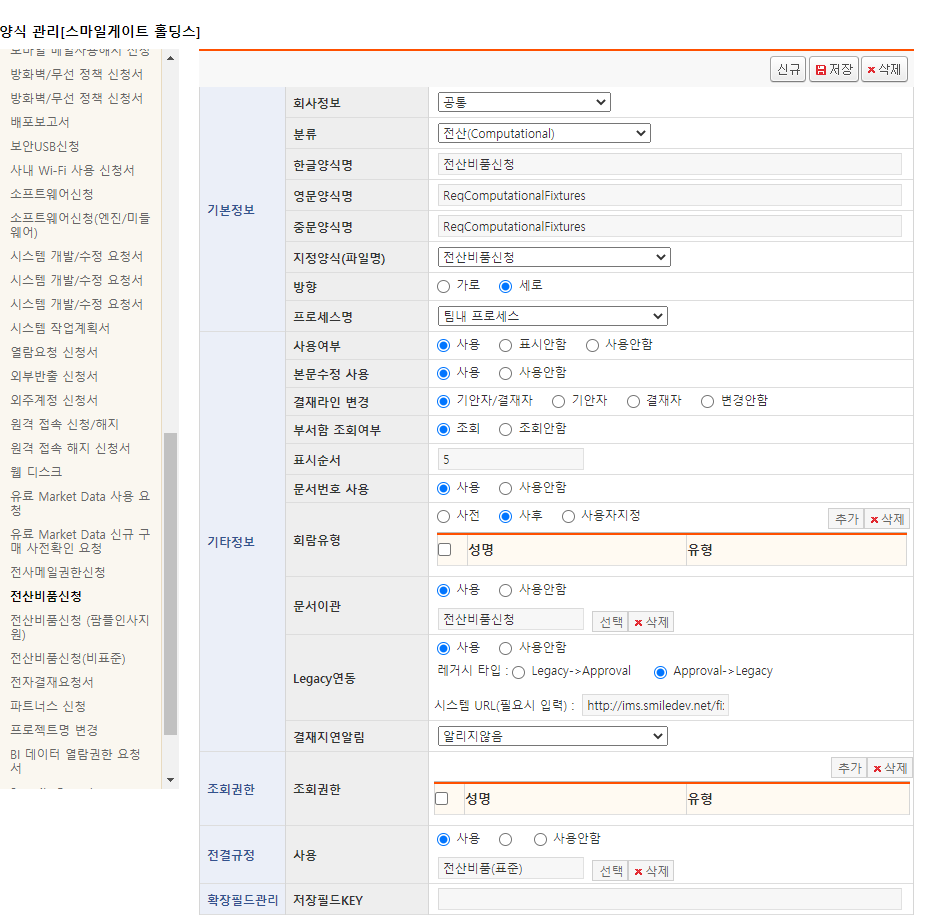 양식 관리[스마일게이트 홀딩스]
모바일 메일사용해지 신청
방화벽/무선 정책 신청서
방화벽/무선 정책 신청서
배포보고서
보안USB신청
사내 Wi-Fi 사용 신청서
소프트웨어신청
소프트웨어신청(엔진/미들
웨어)
시스템 개발/수정 요청서
시스템 개발/수정 요청서
시스템 개발/수정 요청서
시스템 작업계획서
열람요청 신청서
외부반출 신청서
외주계정 신청서
원격 접속 신청/해지
원격 접속 해지 신청서
웹 디스크
유료 Market Data 사용 요
청
유료 Market Data 신규 구
매 사전확인 요청
전사메일권한신청
전산비품신청
전산비품신청 (팜플인사지
원)
전산비품신청(비표준)
전자결재요청서
파트너스 신청
프로젝트명 변경
BI 데이터 열람권한 요청
서
신규 저장 삭제
기본정보
회사정보 공통
분류 전산(Computational)
한글양식명 전산비품신청
영문양식명 ReqComputationalFixtures
중문양식명 ReqComputationalFixtures
지정양식(파일명) 전산비품신청
방향 가로 세로
프로세스명 팀내 프로세스
기타정보
사용여부 사용 표시안함 사용안함
본문수정 사용 사용 사용안함
결재라인 변경 기안자/결재자 기안자 결재자 변경안함
부서함 조회여부 조회 조회안함
표시순서 5
문서번호 사용 사용 사용안함
회람유형 사전 사후 사용자지정 추가 삭제
성명 유형
문서이관 사용 사용안함
전산비품신청 선택 삭제
Legacy연동 사용 사용안함
레거시 타입 : Legacy->Approval Approval->Legacy
시스템 URL(필요시 입력) : http://ims.smiledev.net/fi
결재지연알림 알리지않음
조회권한 조회권한 추가 삭제
성명 유형
전결규정 사용 사용 사용안함
전산비품(표준) 선택 삭제
확장필드관리 저장필드KEY